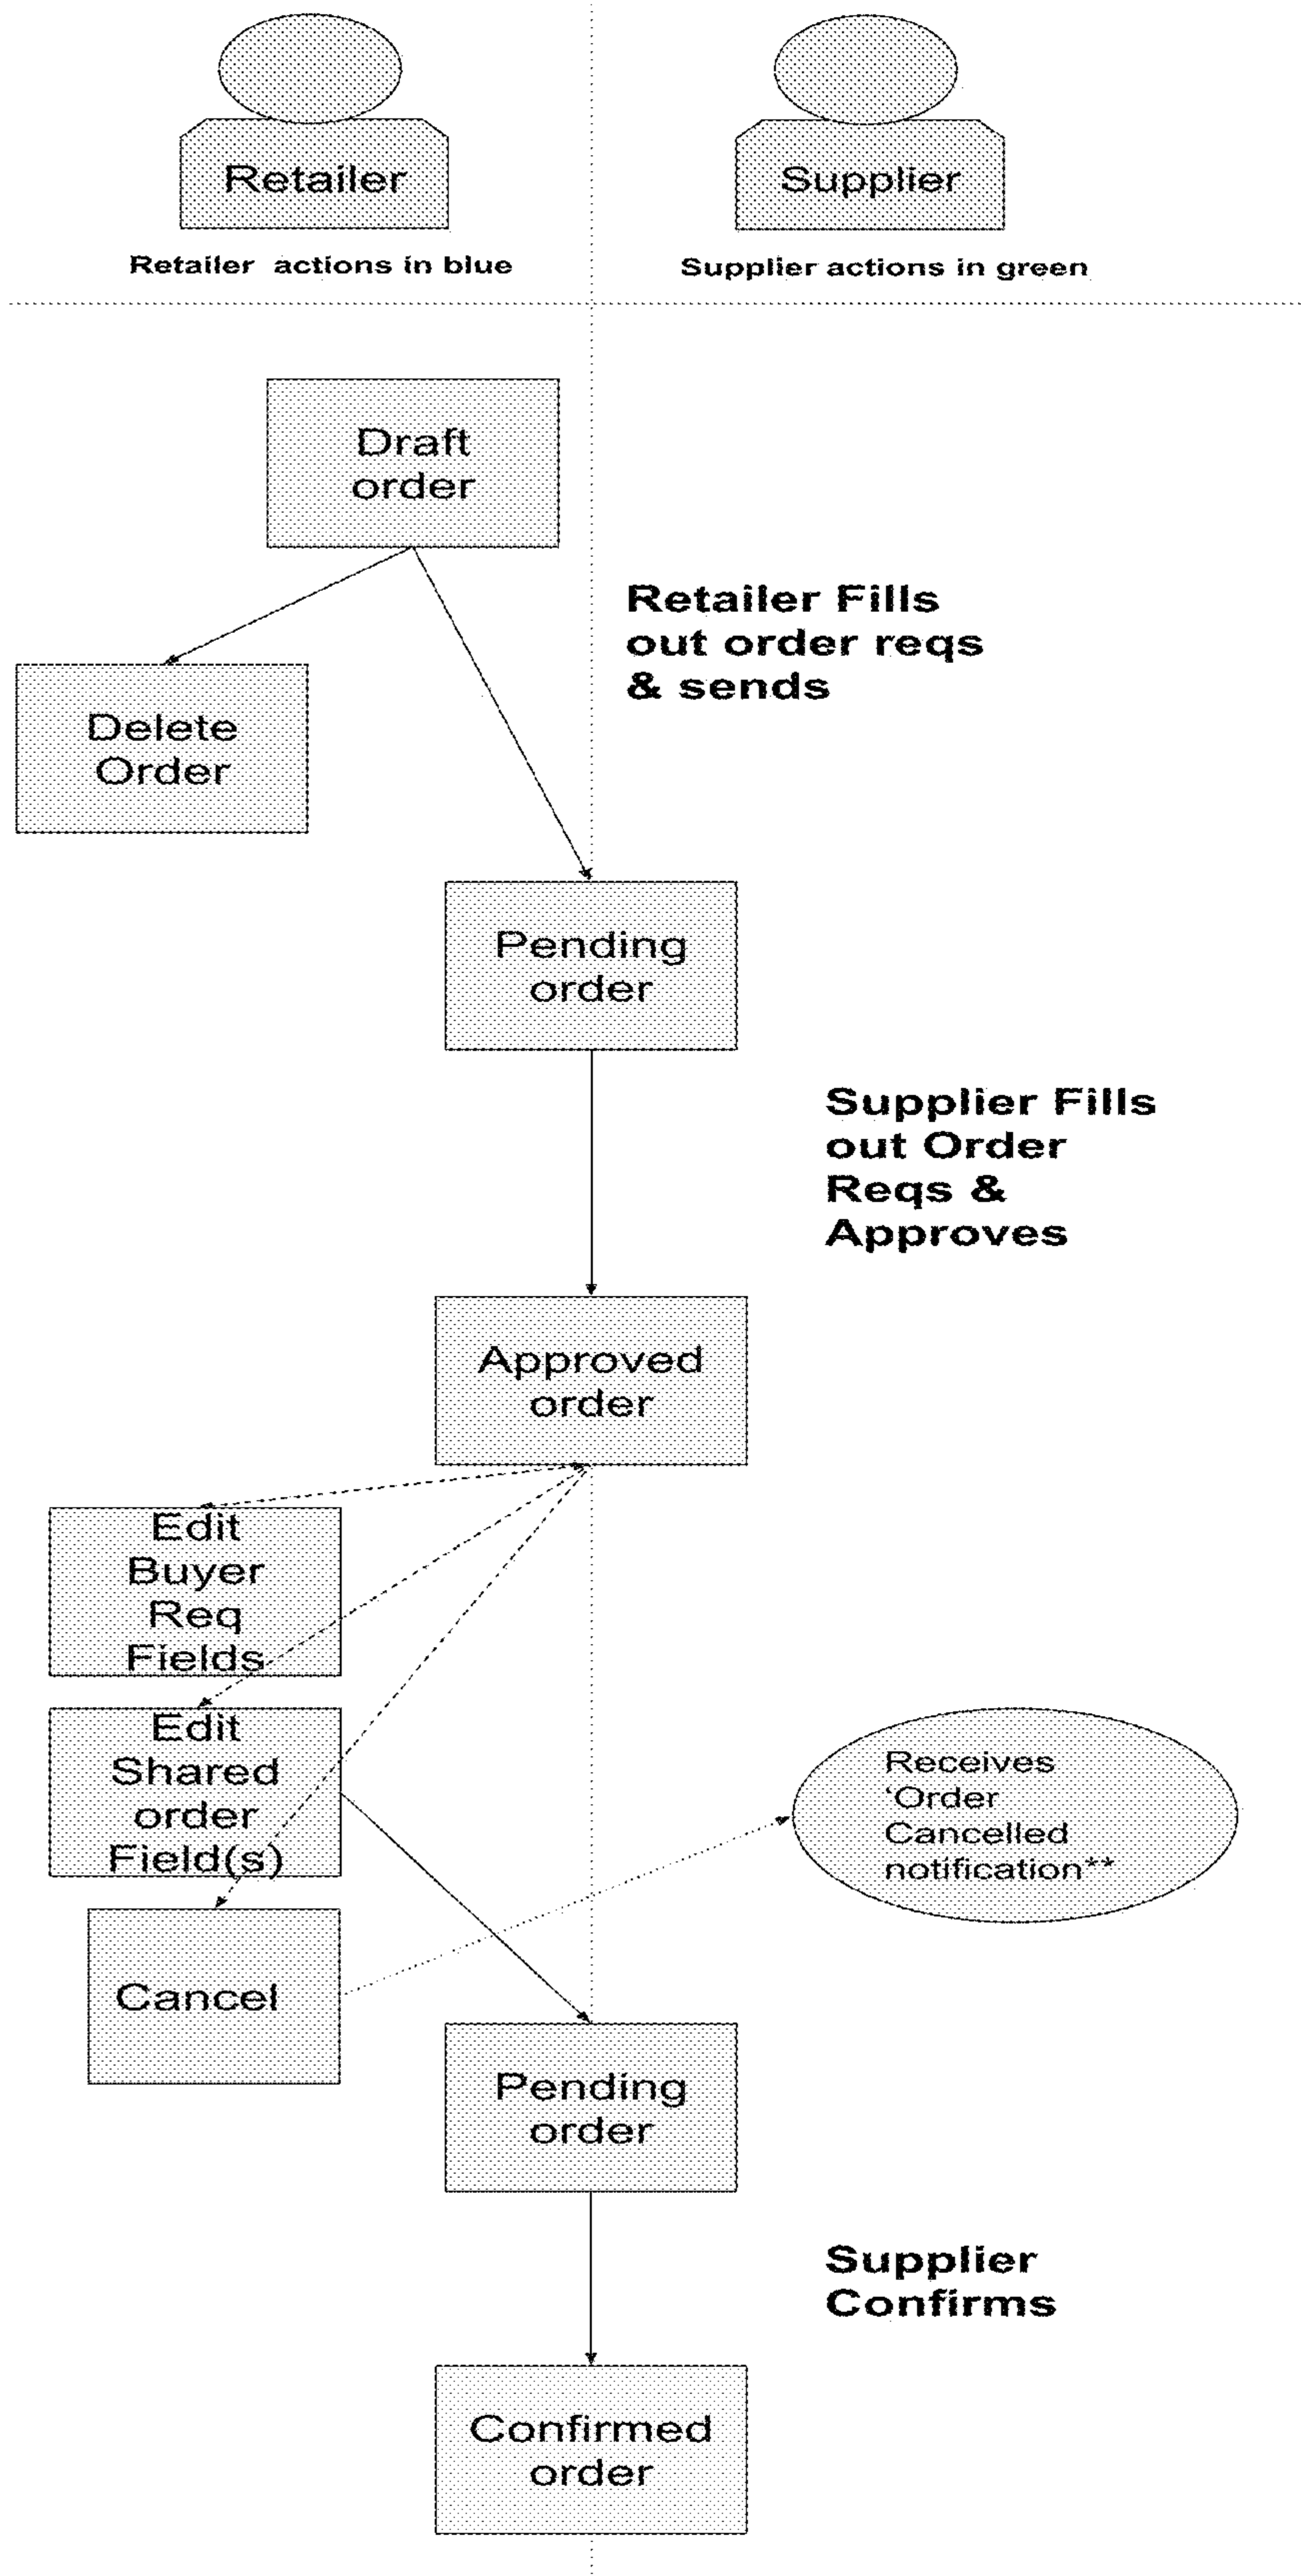 Retailer
Supplier
Retailer actions in blue
Supplier actions in green
Draft
order
Retailer Fills
out order reqs
& sends
Delete
Order
Pending
order
Supplier Fills
out Order
Reqs &
Approves
Approved
order
Edit
Buyer
Req
Fields
Edit
Shared
order
Field(s)
Receives
‘Order
Cancelled
notification**
Cancel
Pending
order
Supplier
Confirms
Confirmed
order